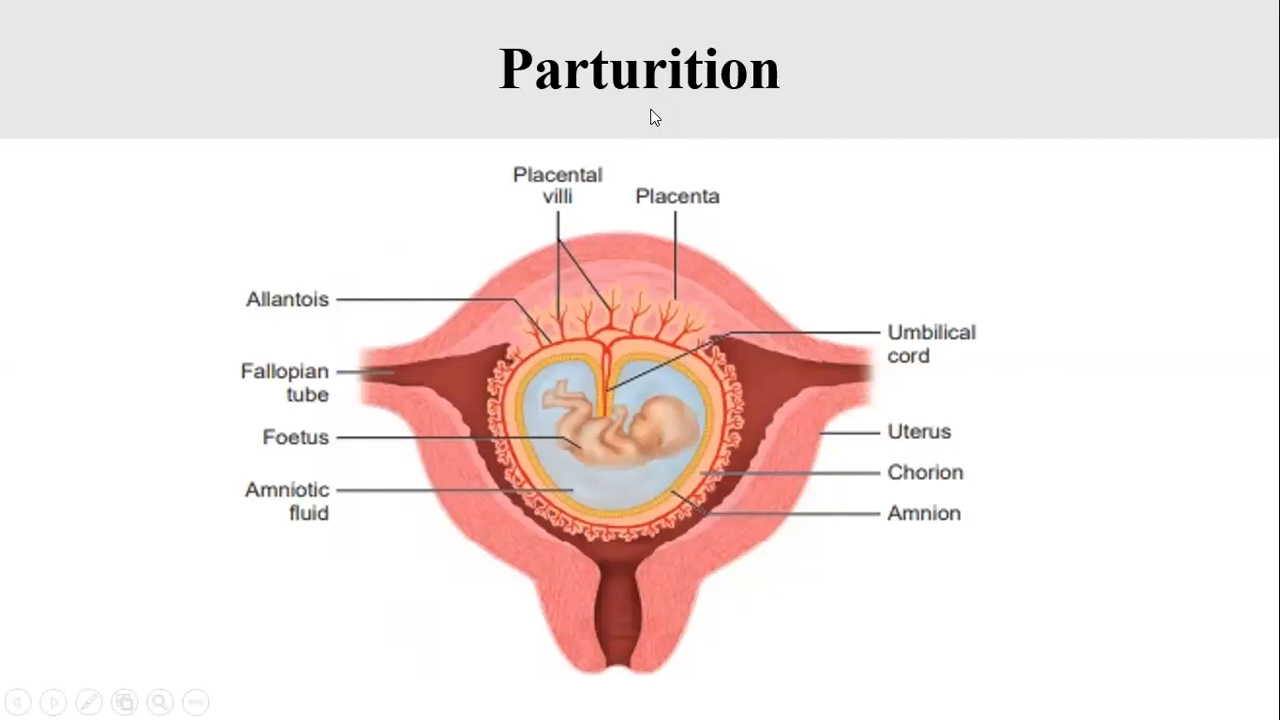 Parturition
Placental
villi
Placenta
Allantois
Umbilical
cord
Fallopian
tube
Foetus
Uterus
Chorion
Amniotic
fluid
Amnion